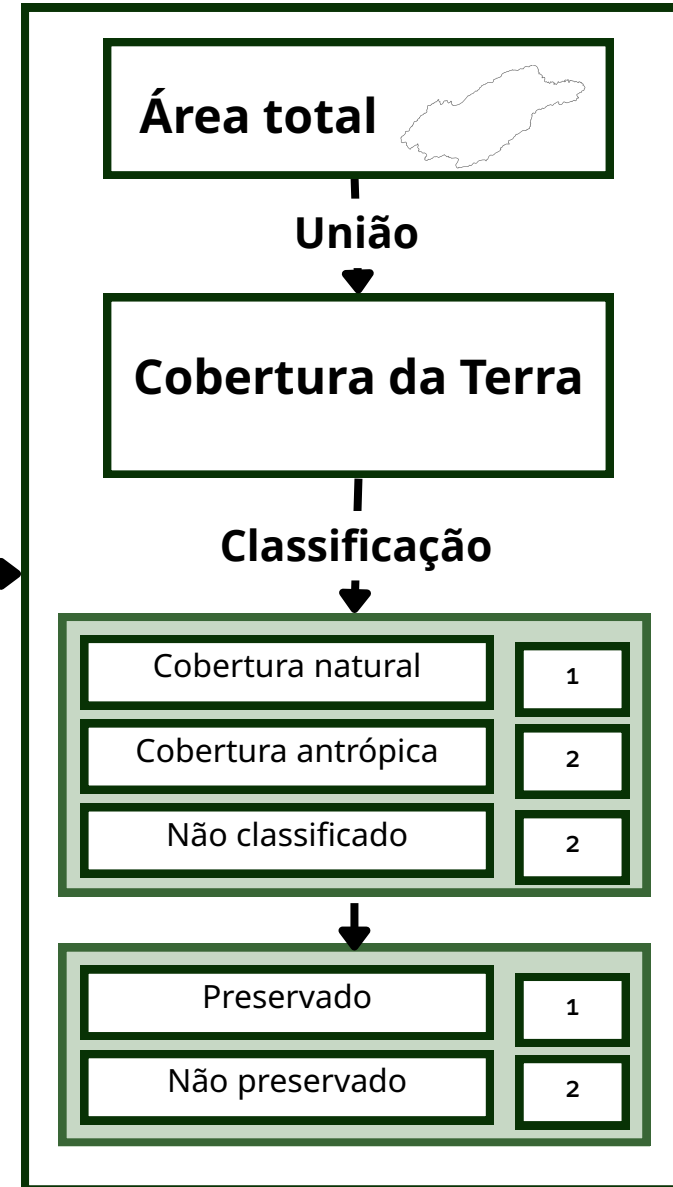 Área total
União
Cobertura da Terra
Classificação
Cobertura natural 1
Cobertura antrópica 2
Não classificado 2
Preservado 1
Não preservado 2